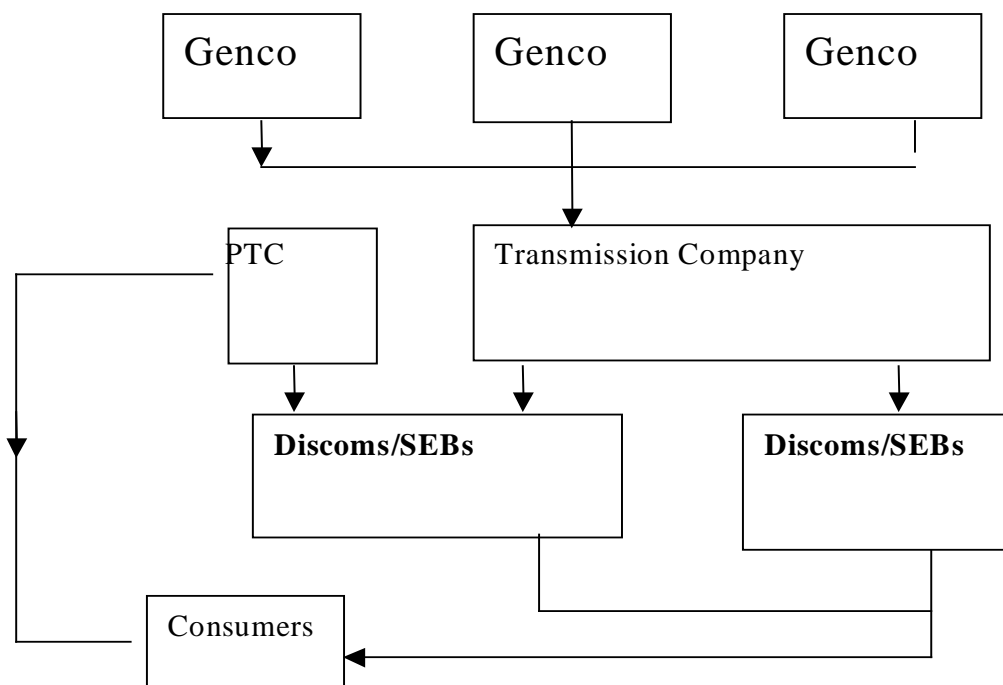 Genco
Genco
Genco
PTC
Transmission Company
Discoms/SEBs
Discoms/SEBs
Consumers